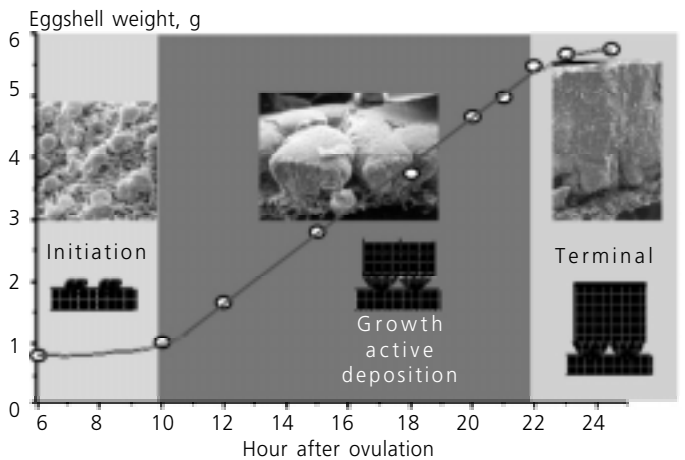 Eggshell weight, g
6
5
4
3
2
1
0
Initiation
Growth
active
deposition
Terminal
6 8 10 12 14 16 18 20 22 24
Hour after ovulation